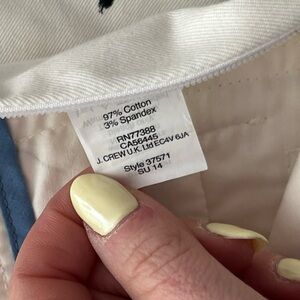 97% Cotton
3% Spandex
RN77388
CA56445
J. CREW U.K. Ltd EC4V 6JA
Style 37571
SU 14